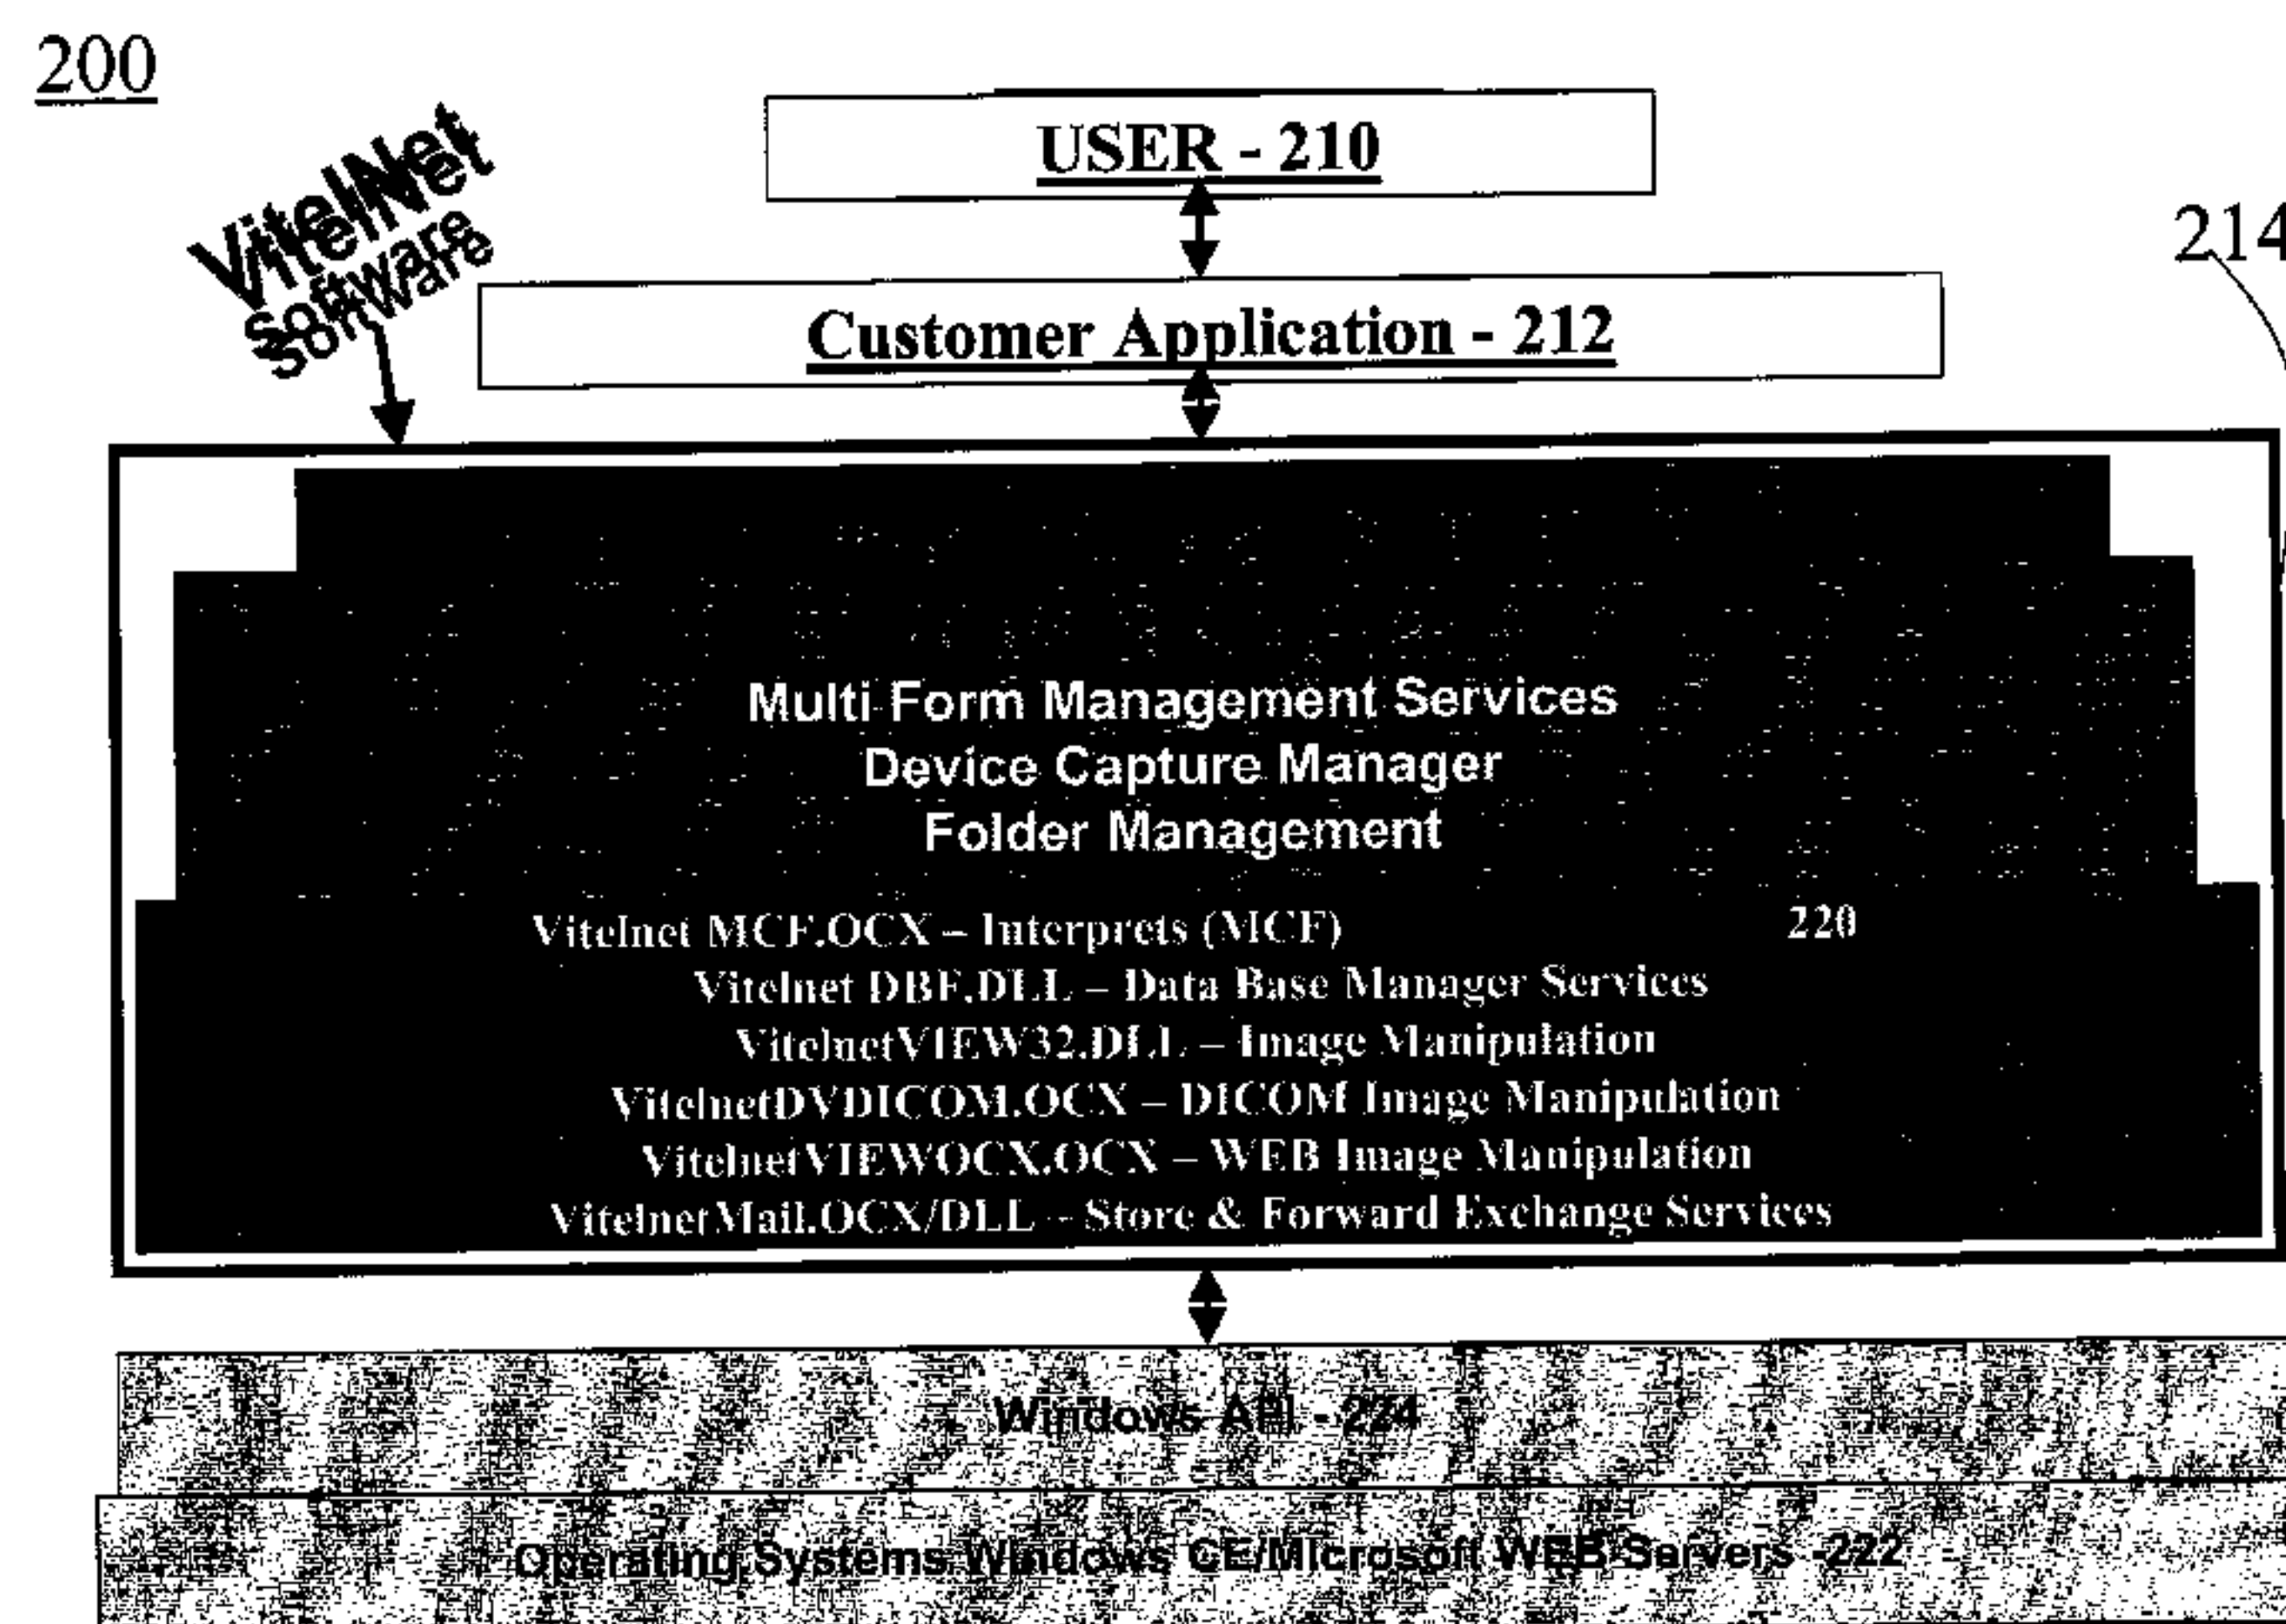 200
VitelNet
Software
USER - 210
214
Customer Application - 212
Multi Form Management Services
Device Capture Manager
Folder Management
Vitelnet MCF.OCX – Interprets (MCF) 220
Vitelnet DBF.DLL – Data Base Manager Services
VitelnetVIEW32.DLL – Image Manipulation
VitelnetDVDICOM.OCX – DICOM Image Manipulation
VitelnetVIEWOCX.OCX – WEB Image Manipulation
VitelnetMail.OCX/DLL – Store & Forward Exchange Services
Windows API - 224
Operating Systems Windows CE/Microsoft WEB Servers -222